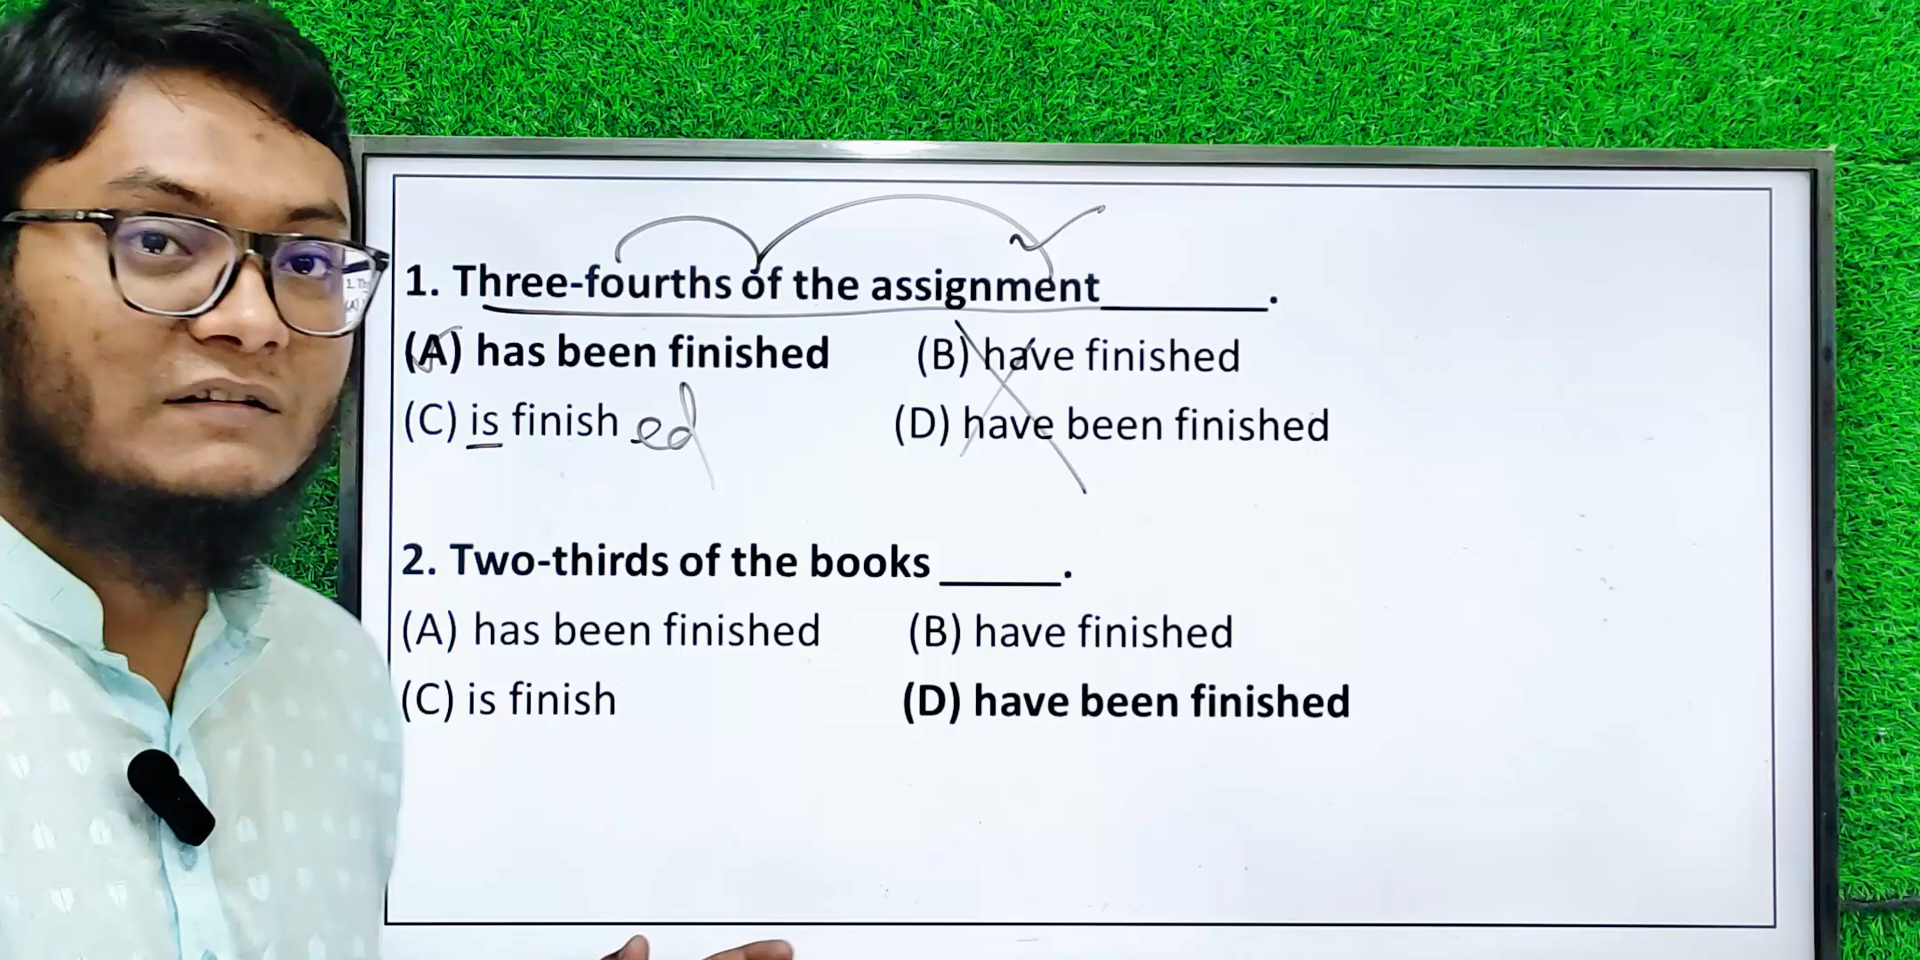 1. Three-fourths of the assignment________.
(A) has been finished (B) have finished
(C) is finish ed (D) have been finished
2. Two-thirds of the books ______.
(A) has been finished (B) have finished
(C) is finish (D) have been finished